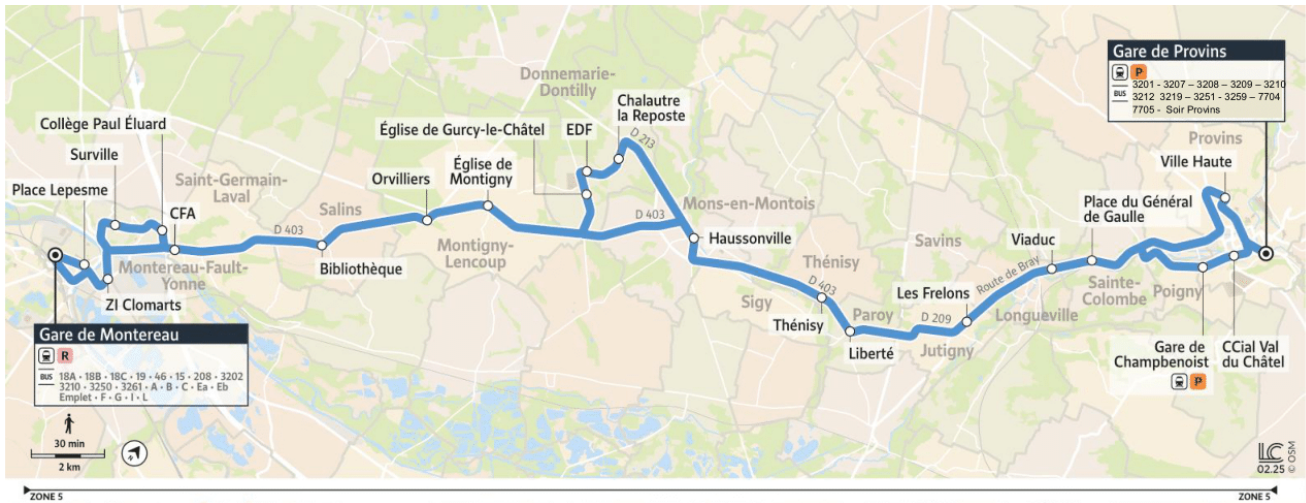 Gare de Provins
P
3201 - 3207 – 3208 – 3209 – 3210
BUS 3212 3219 – 3251 - 3259 – 7704
7705 - Soir Provins
Donnemarie-
Dontilly
Chalautre
la Reposte
Collège Paul Éluard
Église de Gurcy-le-Châtel
EDF
D 213
Provins
Surville
Ville Haute
Église de
Montigny
Place Lepesme
Saint-Germain-
Laval
Orvilliers
CFA
Salins
Place du Général
de Gaulle
Mons-en-Montois
D 403
D 403
Haussonville
Savins
Viaduc
Bibliothèque
Montigny-
Lencoup
Thénisy
Montereau-Fault-
Yonne
Route de Bray
Sainte-
Colombe
D 403
Les Frelons
Poigny
ZI Clomarts
Sigy
Longueville
Thénisy
Paroy
D 209
Liberté
Jutigny
Gare de
Champbenoist
P
CCial Val
du Châtel
Gare de Montereau
R
BUS 18A • 18B • 18C • 19 • 46 • 15 • 208 • 3202
3210 • 3250 • 3261 • A • B • C • Ea • Eb
Emplet • F • G • I • L
30 min
2 km
LC
02.25
© OSM
ZONE 5
ZONE 5